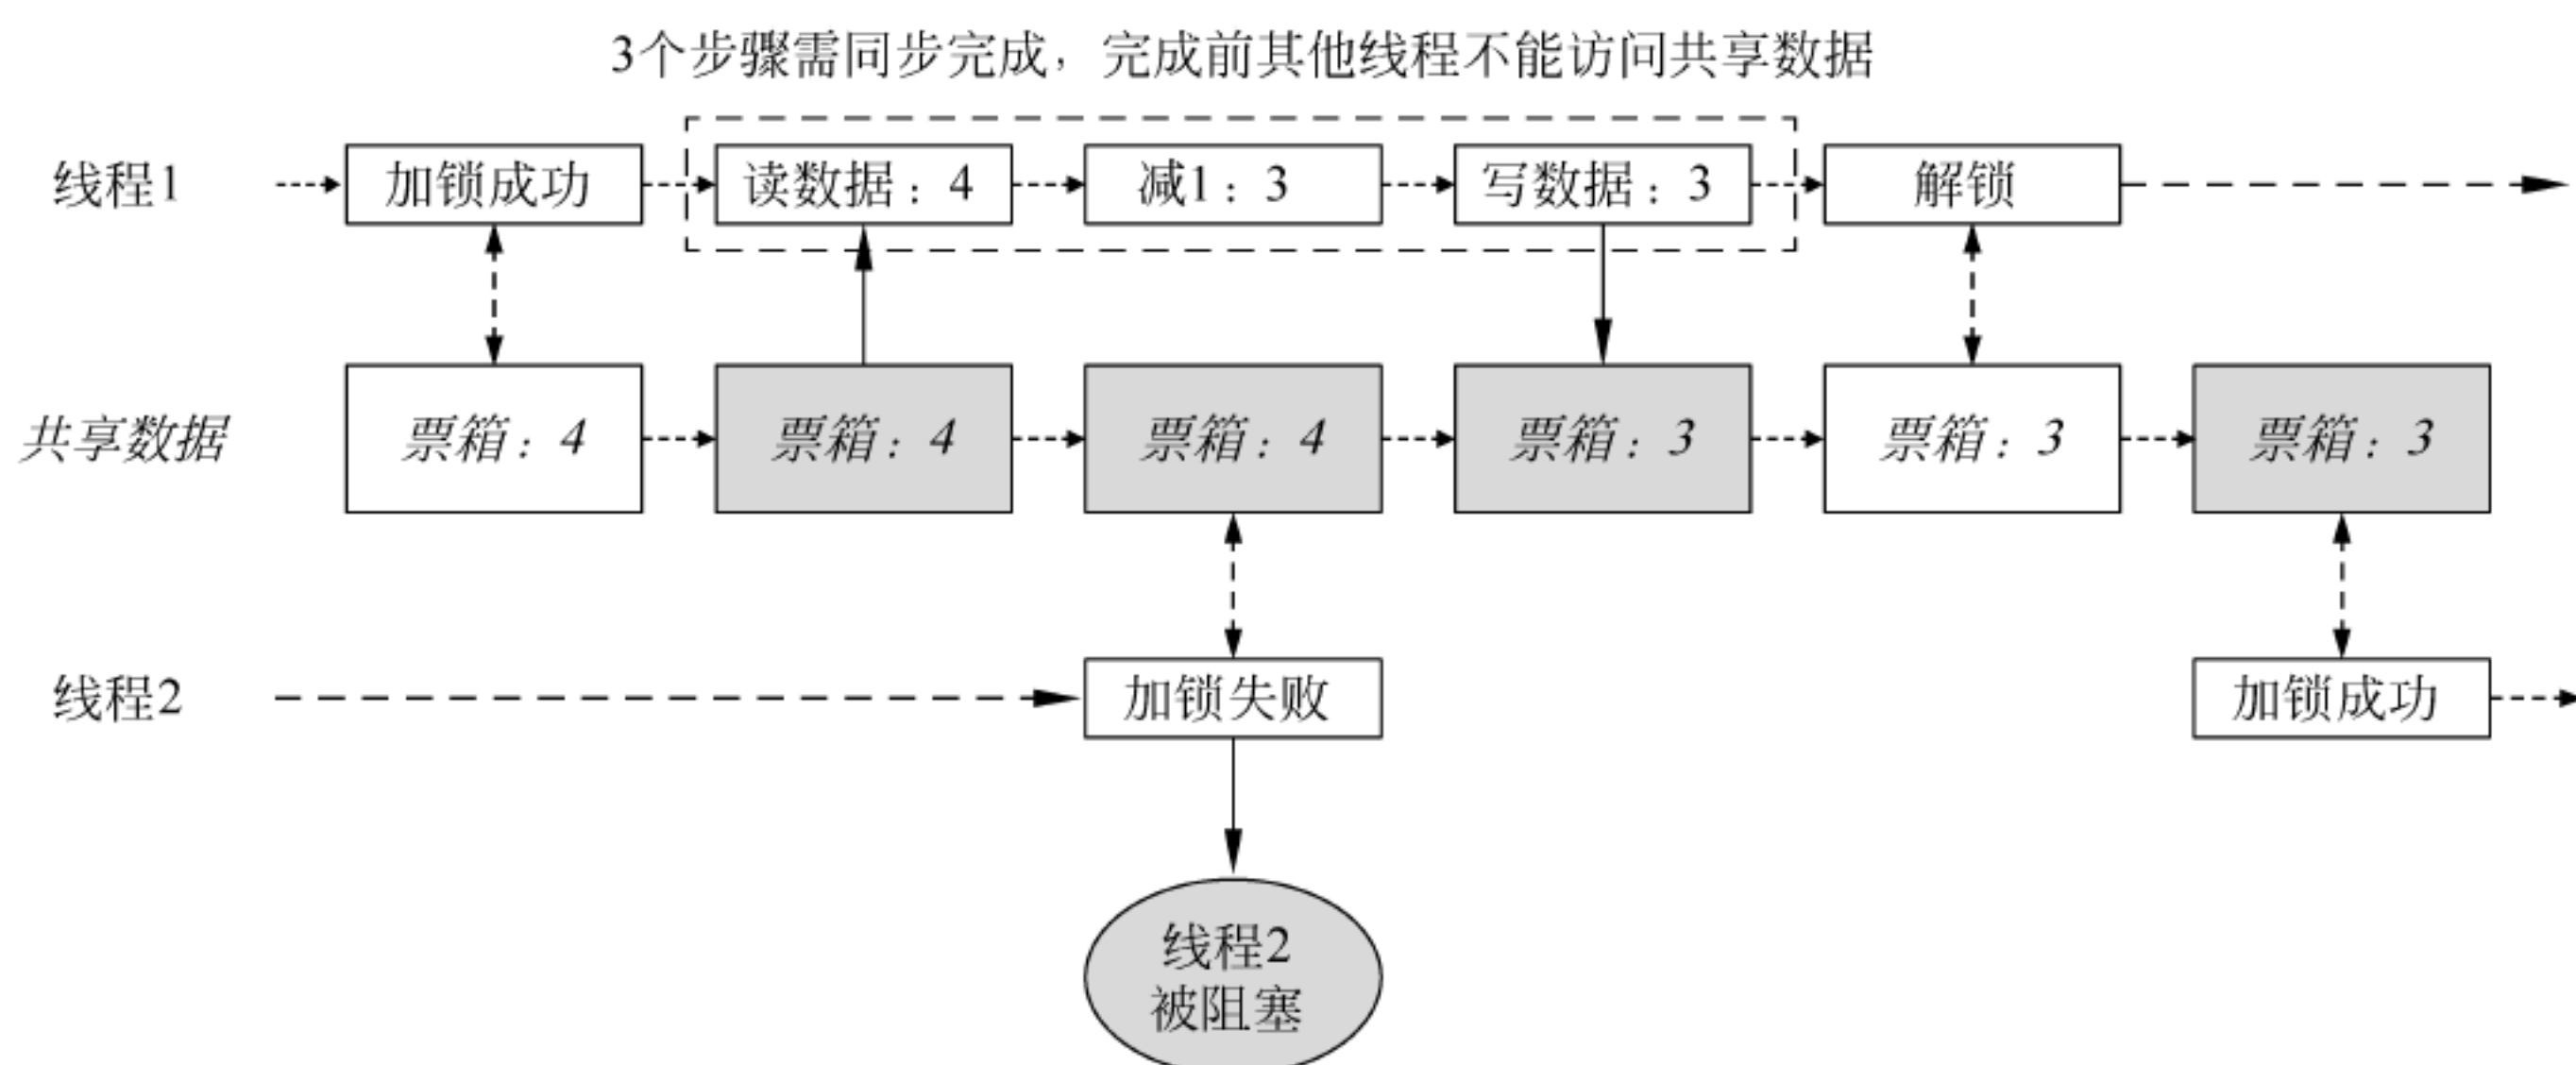 3个步骤需同步完成，完成前其他线程不能访问共享数据
线程1 加锁成功 读数据：4 减1：3 写数据：3 解锁
共享数据 票箱：4 票箱：4 票箱：4 票箱：3 票箱：3 票箱：3
线程2 加锁失败 加锁成功
线程2
被阻塞